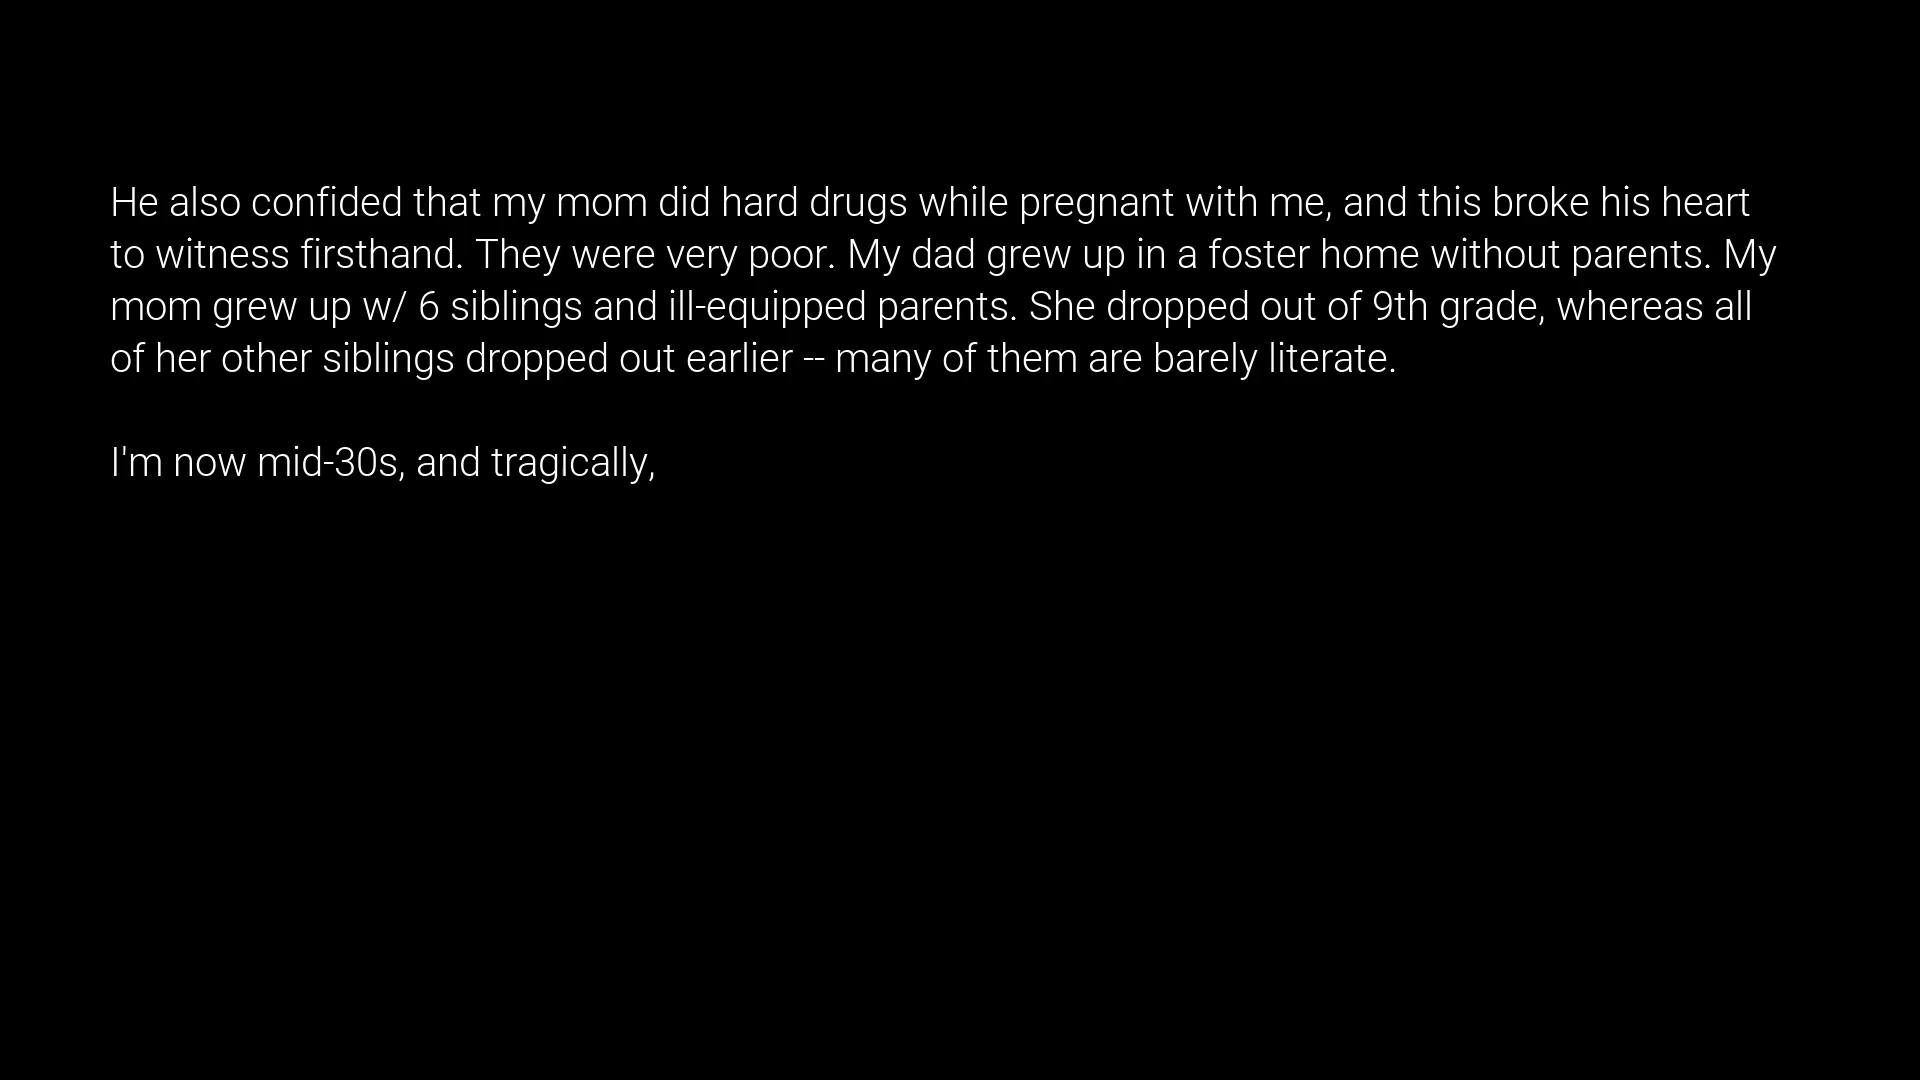 He also confided that my mom did hard drugs while pregnant with me, and this broke his heart
to witness firsthand. They were very poor. My dad grew up in a foster home without parents. My
mom grew up w/ 6 siblings and ill-equipped parents. She dropped out of 9th grade, whereas all
of her other siblings dropped out earlier -- many of them are barely literate.
I'm now mid-30s, and tragically,